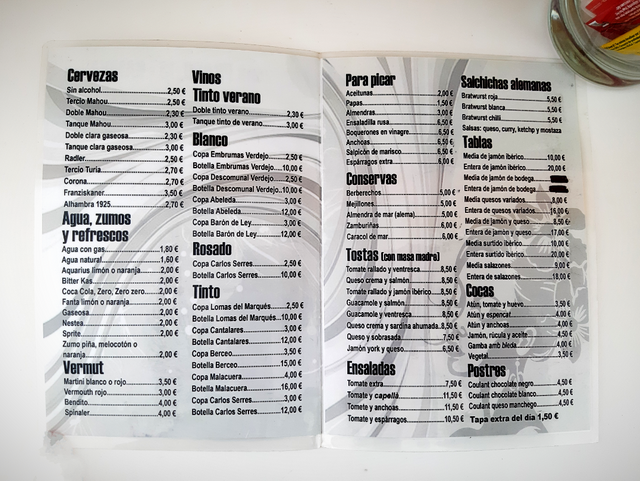 Cervezas
Sin alcohol 2,50 €
Tercio Mahou 2,50 €
Doble Mahou 2,30 €
Tanque Mahou 3,00 €
Doble clara gaseosa 2,30 €
Tanque clara gaseosa 3,00 €
Radler 2,50 €
Tercio Turia 2,70 €
Corona 2,70 €
Franziskaner 3,50 €
Alhambra 1925 2,70 €
Agua, zumos
y refrescos
Agua con gas 1,80 €
Agua natural 1,60 €
Aquarius limón o naranja 2,00 €
Bitter Kas 2,00 €
Coca Cola, Zero, Zero zero 2,00 €
Fanta limón o naranja 2,00 €
Gaseosa 2,00 €
Nestea 2,00 €
Sprite 2,00 €
Zumo piña, melocotón o
naranja 2,00 €
Vermut
Martini blanco o rojo 3,50 €
Vermouth rojo 3,00 €
Bendito 4,00 €
Spinaler 4,00 €
Vinos
Tinto verano
Doble tinto verano 2,30 €
Tanque tinto de verano 3,00 €
Blanco
Copa Embrumas Verdejo 2,50 €
Botella Embrumas Verdejo 10,00 €
Copa Descomunal Verdejo 2,50 €
Botella Descomunal Verdejo 10,00 €
Copa Abeleda 3,00 €
Botella Abeleda 12,00 €
Copa Barón de Ley 3,00 €
Botella Barón de Ley 12,00 €
Rosado
Copa Carlos Serres 2,50 €
Botella Carlos Serres 10,00 €
Tinto
Copa Lomas del Marqués 2,50 €
Botella Lomas del Marqués 10,00 €
Copa Cantalares 3,00 €
Botella Cantalares 12,00 €
Copa Berceo 3,50 €
Botella Berceo 15,00 €
Copa Malacuera 4,00 €
Botella Malacuera 16,00 €
Copa Carlos Serres 3,00 €
Botella Carlos Serres 12,00 €
Para picar
Aceitunas 2,00 €
Papas 1,50 €
Almendras 3,00 €
Ensaladilla rusa 6,50 €
Boquerones en vinagre 6,50 €
Anchoas 6,50 €
Salpicón de marisco 6,50 €
Espárragos extra 6,00 €
Conservas
Berberechos 5,00 €
Mejillones 5,00 €
Almendra de mar (alema) 5,00 €
Zamburiñas 6,00 €
Caracol de mar 6,00 €
Tostas (con masa madre)
Tomate rallado y ventresca 8,50 €
Queso crema y salmón 8,50 €
Tomate rallado y jamón ibérico 8,50 €
Guacamole y salmón 8,50 €
Guacamole y ventresca 8,50 €
Queso crema y sardina ahumada 8,50 €
Queso y sobrasada 7,50 €
Jamón york y queso 6,50 €
Ensaladas
Tomate extra 7,50 €
Tomate y capellà 11,50 €
Tomete y anchoas 11,50 €
Tomate y espárragos 10,50 €
Salchichas alemanas
Bratwurst roja 5,50 €
Bratwurst blanca 5,50 €
Bratwurst chilli 5,50 €
Salsas: queso, curry, ketchup y mostaza
Tablas
Media de jamón ibérico 10,00 €
Entera de jamón ibérico 20,00 €
Media de jamón de bodega
Entera de jamón de bodega
Media quesos variados 8,00 €
Entera de quesos variados 16,00 €
Media de jamón y queso 8,50 €
Entera de jamón y queso 17,00 €
Media surtido ibérico 10,00 €
Entera surtido ibérico 20,00 €
Media salazones 9,00 €
Entera de salazones 18,00 €
Cocas
Atún, tomate y huevo 3,50 €
Atún y espencat 4,00 €
Atún y anchoas 4,00 €
Jamón, rúcula y aceite 4,50 €
Gamba amb bleda 4,00 €
Vegetal 3,50 €
Postres
Coulant chocolate negro 4,50 €
Coulant chocolate blanco 4,50 €
Coulant queso manchego 4,50 €
Tapa extra del día 1,50 €